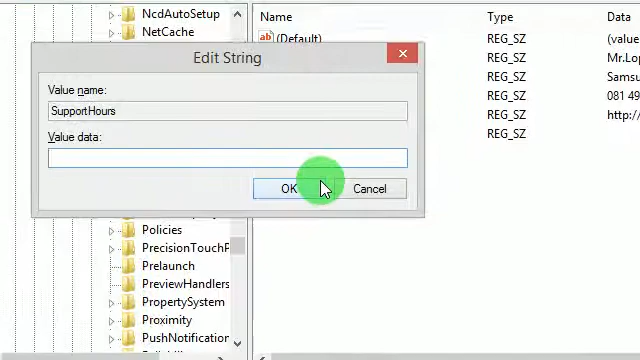 NcdAutoSetup
NetCache
Name Type Data
ab (Default) REG_SZ (value
REG_SZ Mr.Lop
REG_SZ Samsu
REG_SZ 081 49
REG_SZ http://
REG_SZ
Edit String
Value name:
SupportHours
Value data:
OK Cancel
Policies
PrecisionTouchP
Prelaunch
PreviewHandlers
PropertySystem
Proximity
PushNotification